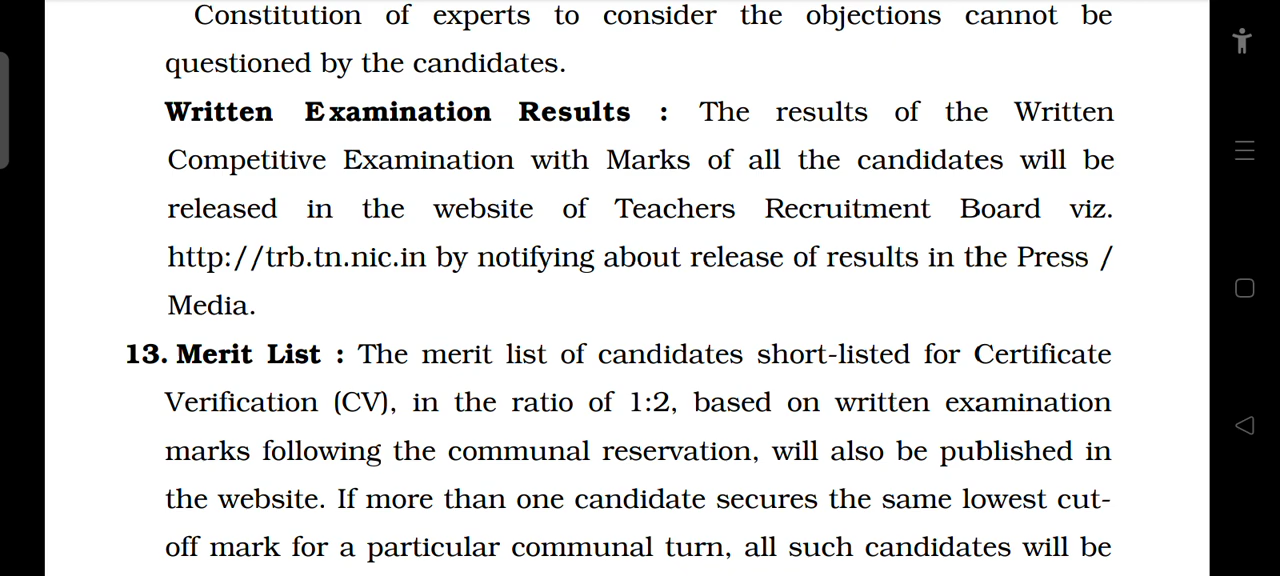 Constitution of experts to consider the objections cannot be
questioned by the candidates.
Written Examination Results : The results of the Written
Competitive Examination with Marks of all the candidates will be
released in the website of Teachers Recruitment Board viz.
http://trb.tn.nic.in by notifying about release of results in the Press /
Media.
13. Merit List : The merit list of candidates short-listed for Certificate
Verification (CV), in the ratio of 1:2, based on written examination
marks following the communal reservation, will also be published in
the website. If more than one candidate secures the same lowest cut-
off mark for a particular communal turn, all such candidates will be